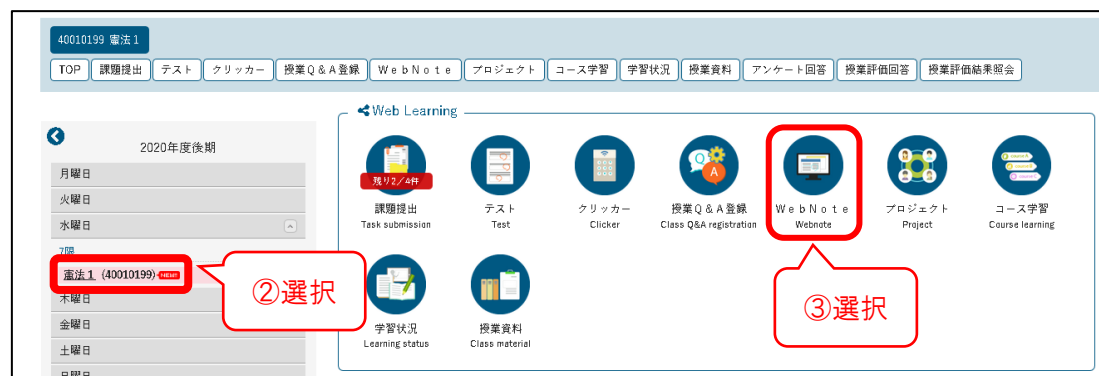 40010199 憲法1
TOP 課題提出 テスト クリッカー 授業Q&A登録 WebNote プロジェクト コース学習 学習状況 授業資料 アンケート回答 授業評価回答 授業評価結果照会
Web Learning
2020年度後期
月曜日
火曜日
水曜日
7限
憲法1 (40010199) NEW!
木曜日
金曜日
土曜日
日曜日
②選択
残り2/4件
課題提出
Task submission
テスト
Test
クリッカー
Clicker
授業Q&A登録
Class Q&A registration
WebNote
Webnote
プロジェクト
Project
コース学習
Course learning
③選択
学習状況
Learning status
授業資料
Class material